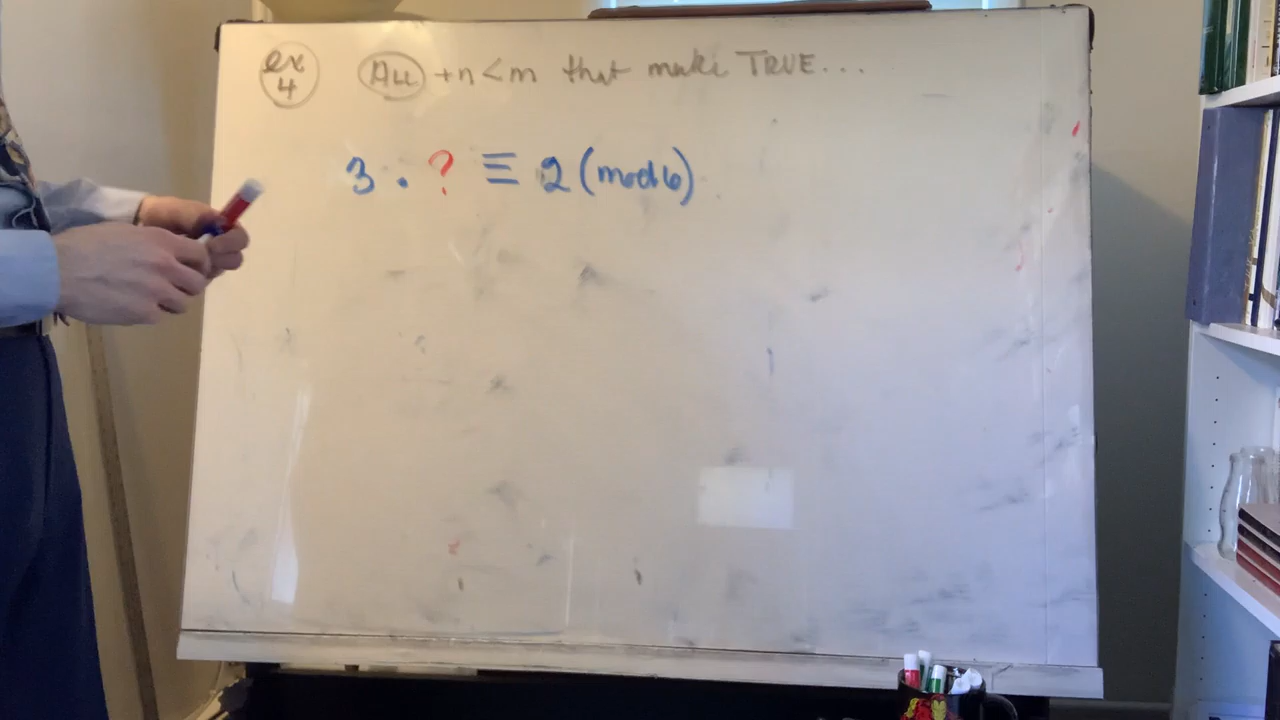 ex 4 All +n < m that make TRUE...
3 · ? ≡ 2 (mod 6)